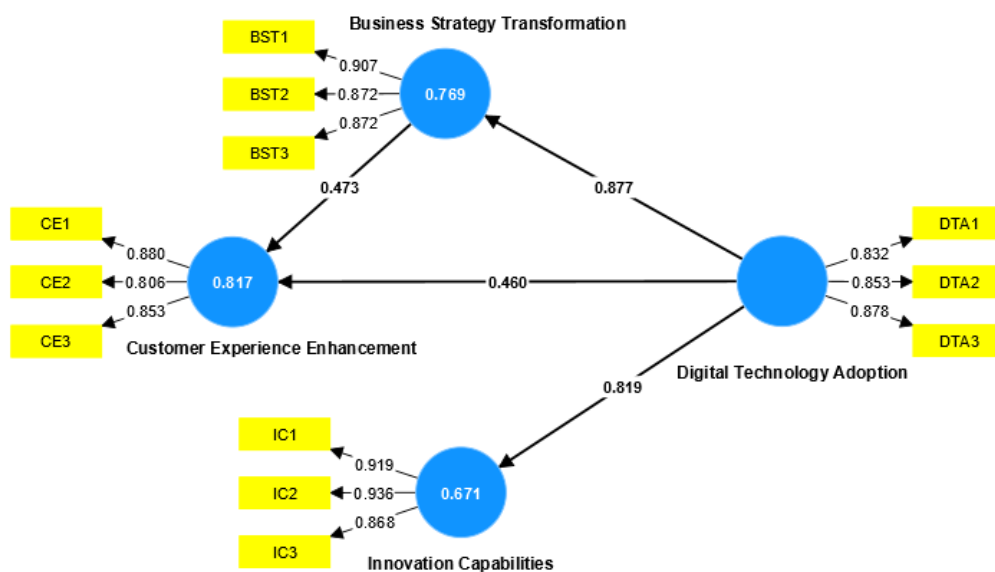 Business Strategy Transformation
BST1
0.907
BST2
0.872
0.769
BST3
0.872
0.473
0.877
CE1
0.880
CE2
0.806
0.817
CE3
0.853
Customer Experience Enhancement
0.460
DTA1
0.832
DTA2
0.853
DTA3
0.878
Digital Technology Adoption
0.819
IC1
0.919
IC2
0.936
0.671
IC3
0.868
Innovation Capabilities